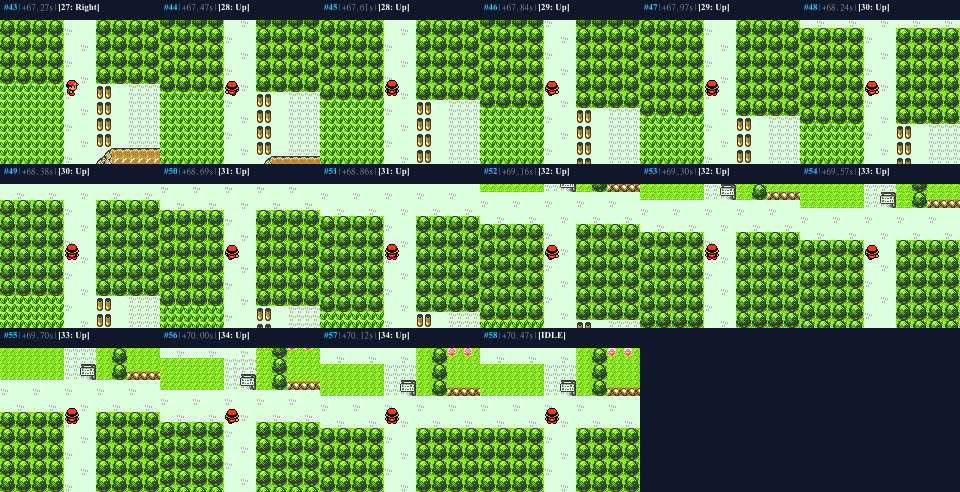 #43|+67.27s|[27: Right]
#44|+67.47s|[28: Up]
#45|+67.61s|[28: Up]
#46|+67.84s|[29: Up]
#47|+67.97s|[29: Up]
#48|+68.24s|[30: Up]
#49|+68.38s|[30: Up]
#50|+68.69s|[31: Up]
#51|+68.86s|[31: Up]
#52|+69.16s|[32: Up]
#53|+69.30s|[32: Up]
#54|+69.57s|[33: Up]
#55|+69.70s|[33: Up]
#56|+70.00s|[34: Up]
#57|+70.12s|[34: Up]
#58|+70.47s|[IDLE]